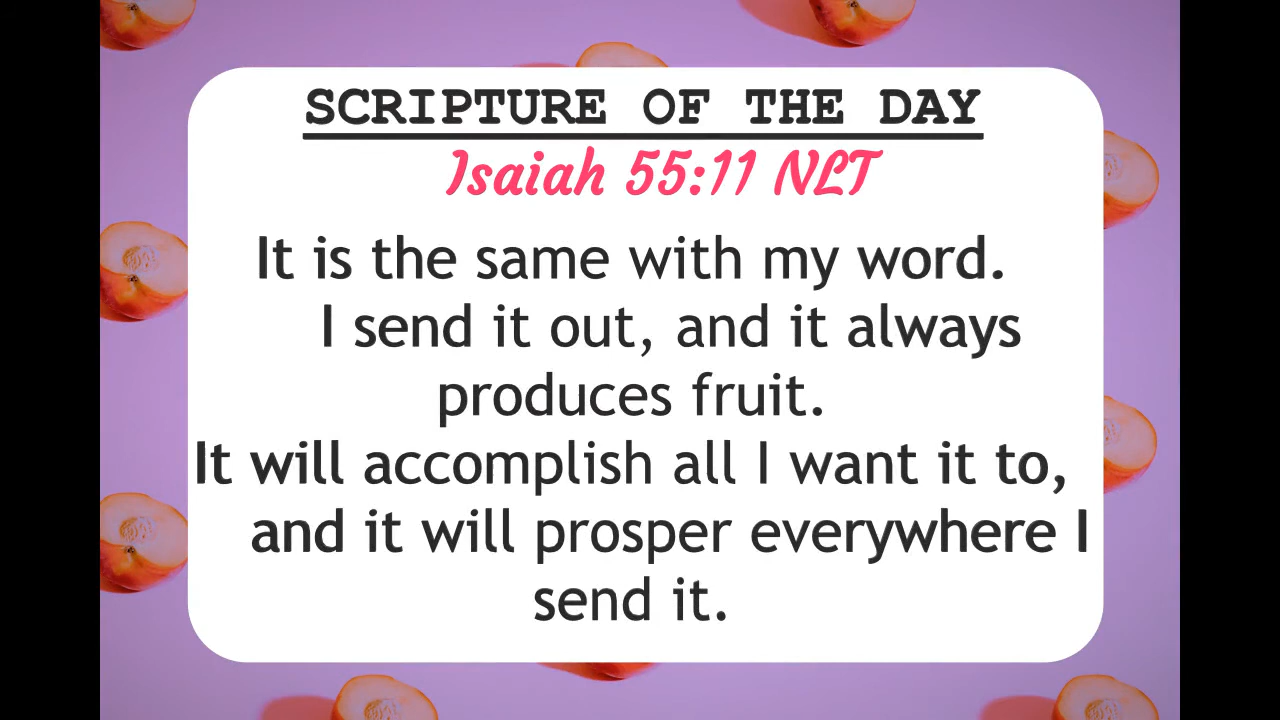 SCRIPTURE OF THE DAY
Isaiah 55:11 NLT
It is the same with my word.
I send it out, and it always
produces fruit.
It will accomplish all I want it to,
and it will prosper everywhere I
send it.